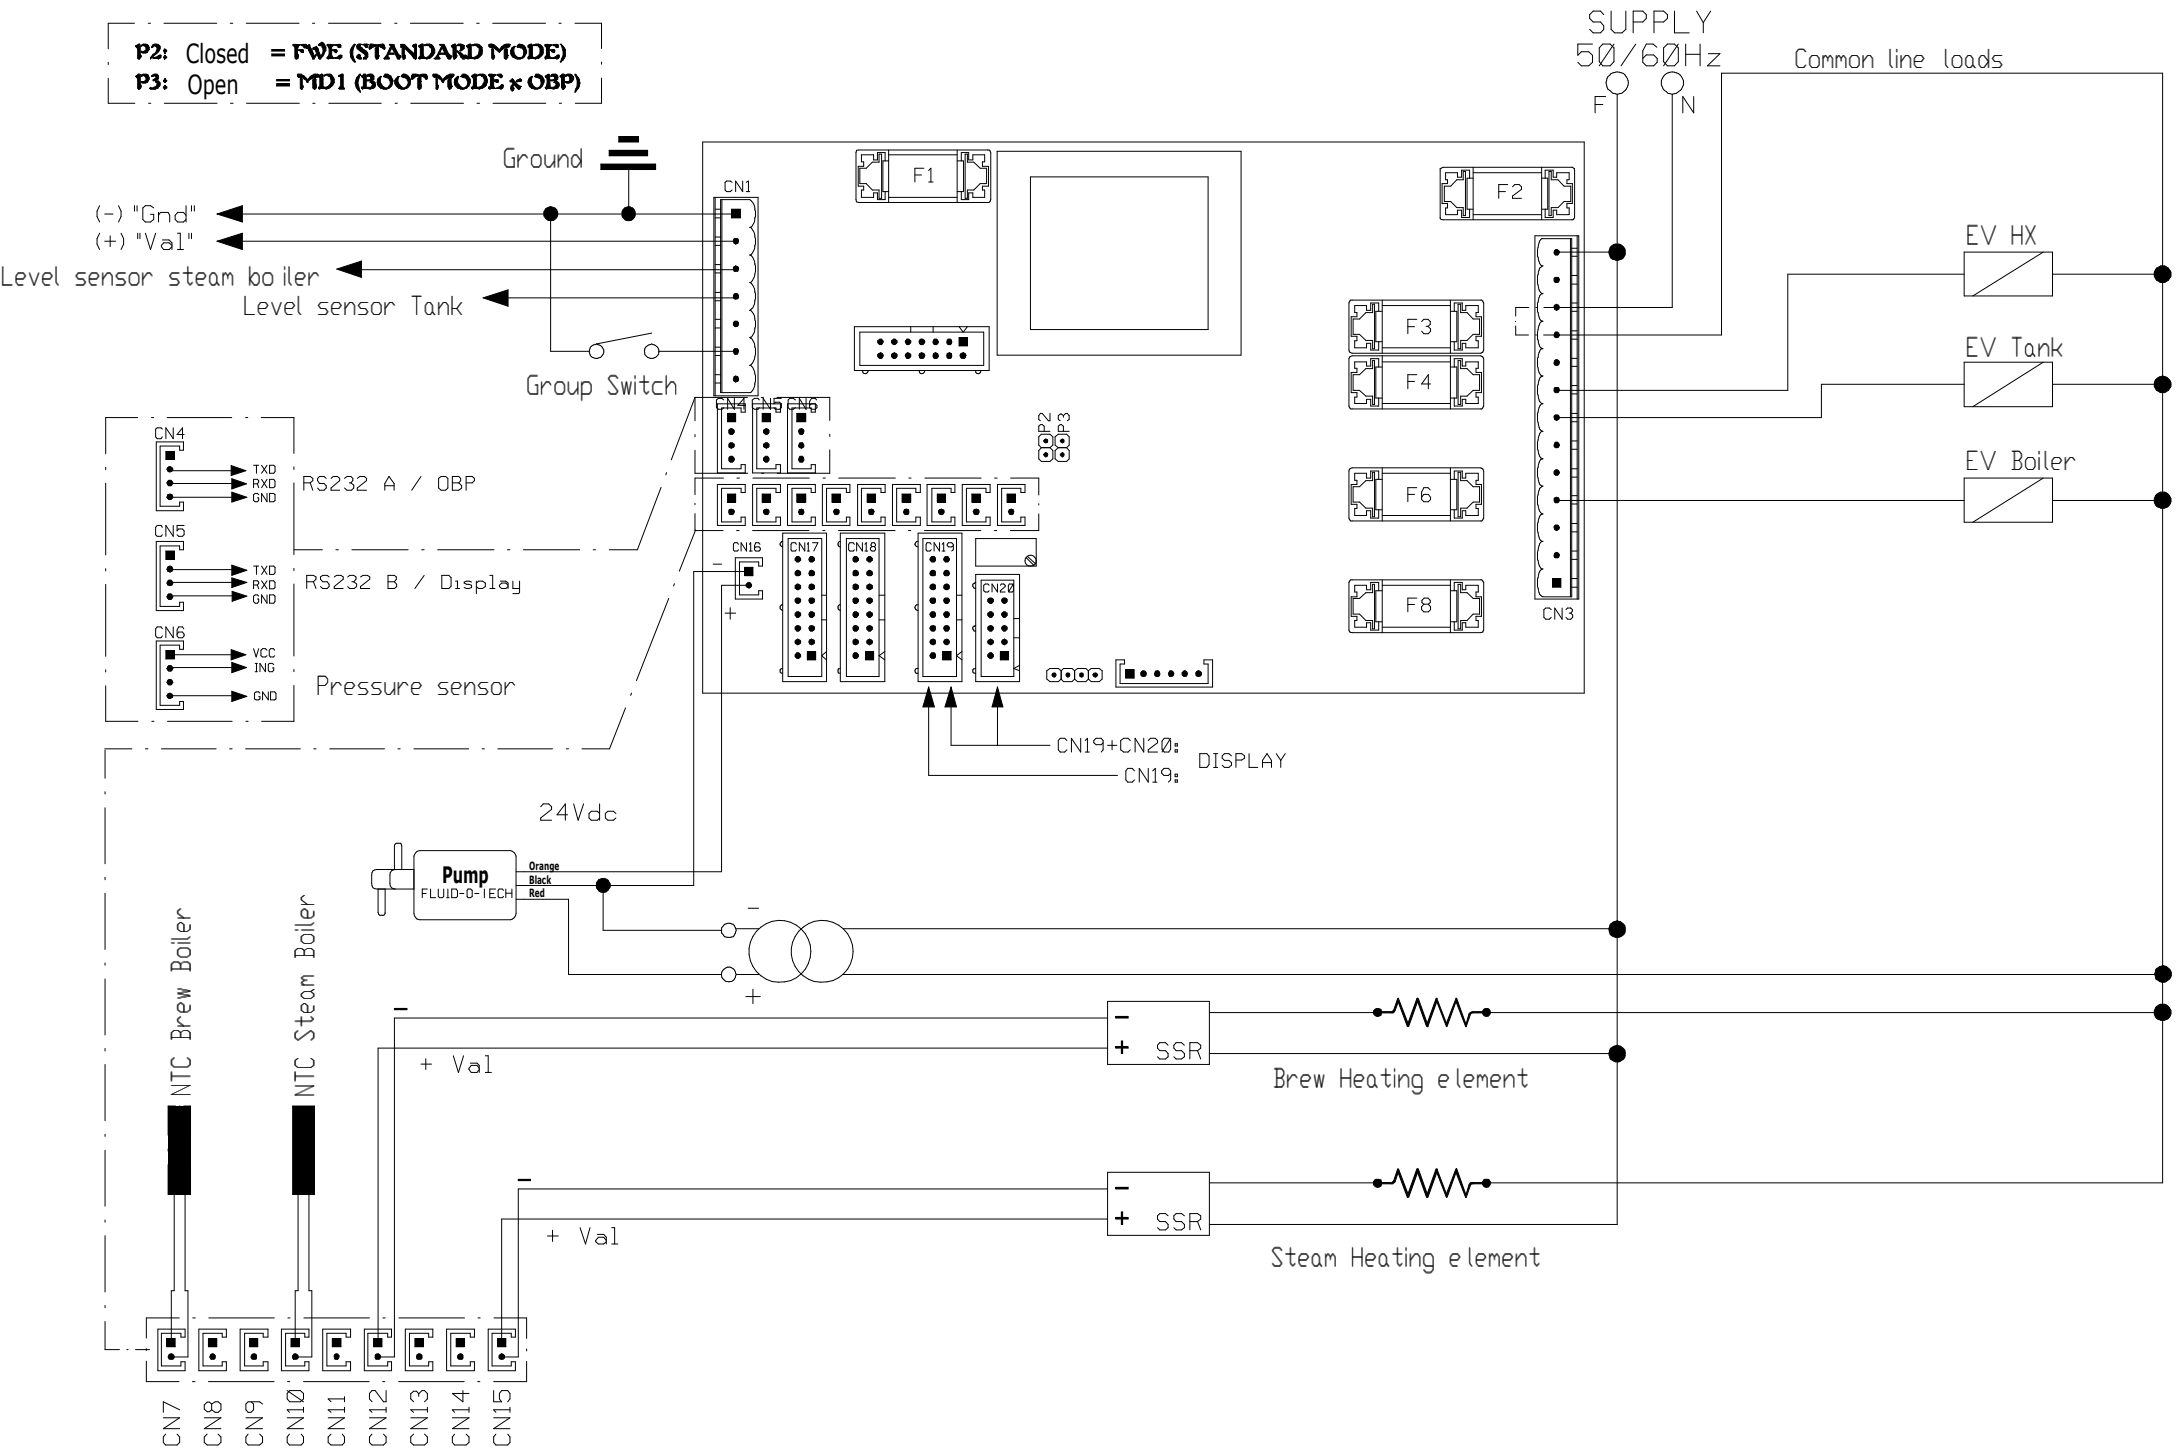 SUPPLY
50/60Hz
F
N
Common line loads
P2: Closed = FWE (STANDARD MODE)
P3: Open = MD1 (BOOT MODE x OBP)
Ground
(-) "Gnd"
(+) "Val"
Level sensor steam boiler
Level sensor Tank
Group Switch
CN1
F1
F2
F3
F4
F6
F8
CN3
EV HX
EV Tank
EV Boiler
CN4 CN5 CN6
P2
P3
CN4
TXD
RXD
GND
RS232 A / OBP
CN5
TXD
RXD
GND
RS232 B / Display
CN6
VCC
ING
GND
Pressure sensor
CN16
-
+
CN17
CN18
CN19
CN20
CN19+CN20:
CN19:
DISPLAY
24Vdc
Pump
FLUID-O-TECH
Orange
Black
Red
-
+
NTC Brew Boiler
NTC Steam Boiler
-
+ Val
-
+ SSR
Brew Heating element
-
+ Val
-
+ SSR
Steam Heating element
CN7
CN8
CN9
CN10
CN11
CN12
CN13
CN14
CN15